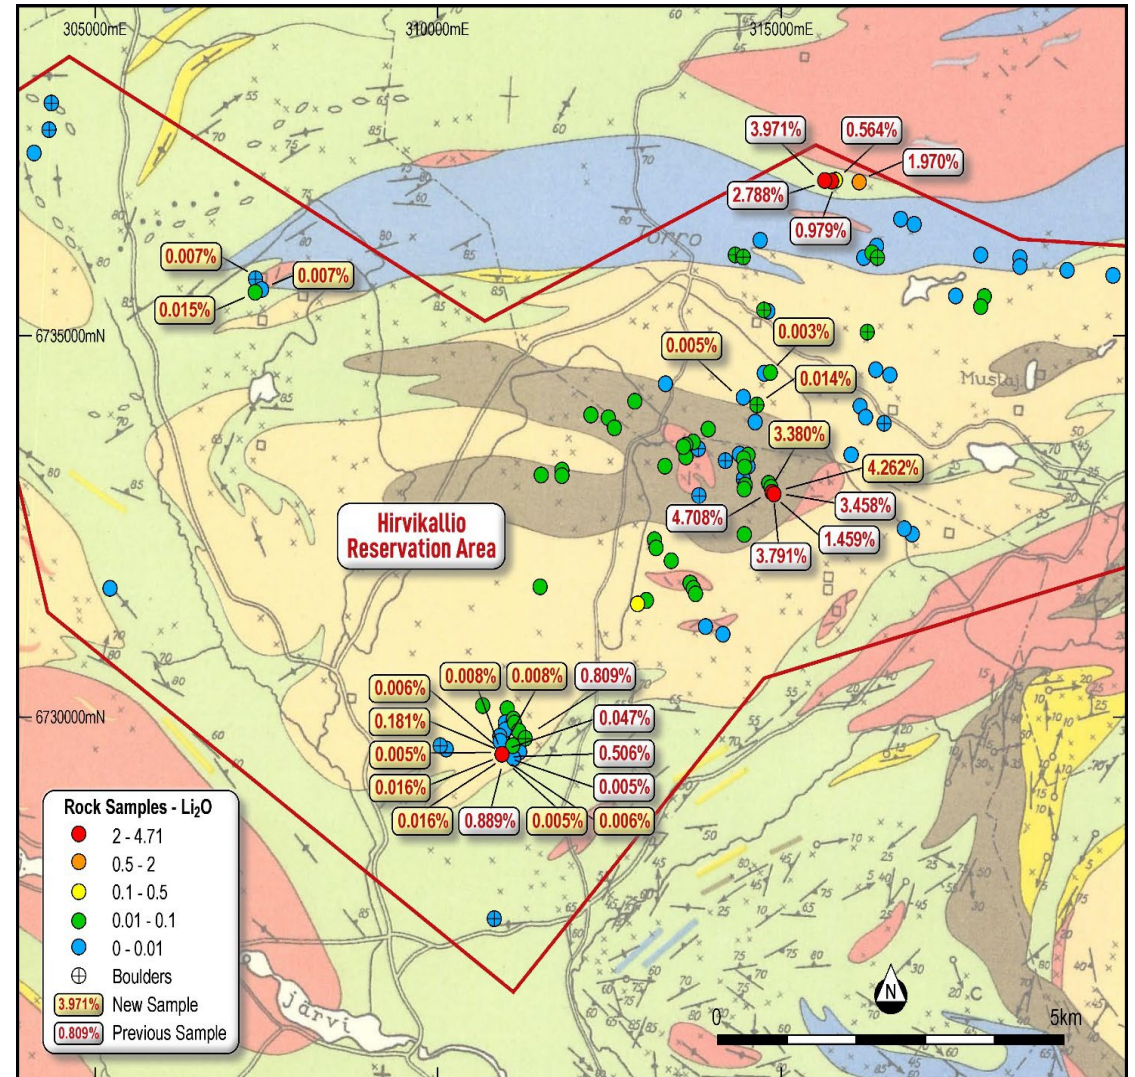 305000mE
310000mE
315000mE
3.971%
0.564%
1.970%
2.788%
0.979%
Torro
0.007%
0.007%
0.015%
6735000mN
0.005%
0.003%
0.014%
Mustaj.
3.380%
4.262%
3.458%
4.708%
1.459%
3.791%
Hirvikallio
Reservation Area
0.008%
0.008%
0.809%
0.006%
0.047%
6730000mN
0.181%
0.506%
0.005%
0.005%
0.016%
0.016%
0.889%
0.005%
0.006%
Rock Samples - Li₂O
2 - 4.71
0.5 - 2
0.1 - 0.5
0.01 - 0.1
0 - 0.01
Boulders
3.971% New Sample
0.809% Previous Sample
järvi
N
0
5km